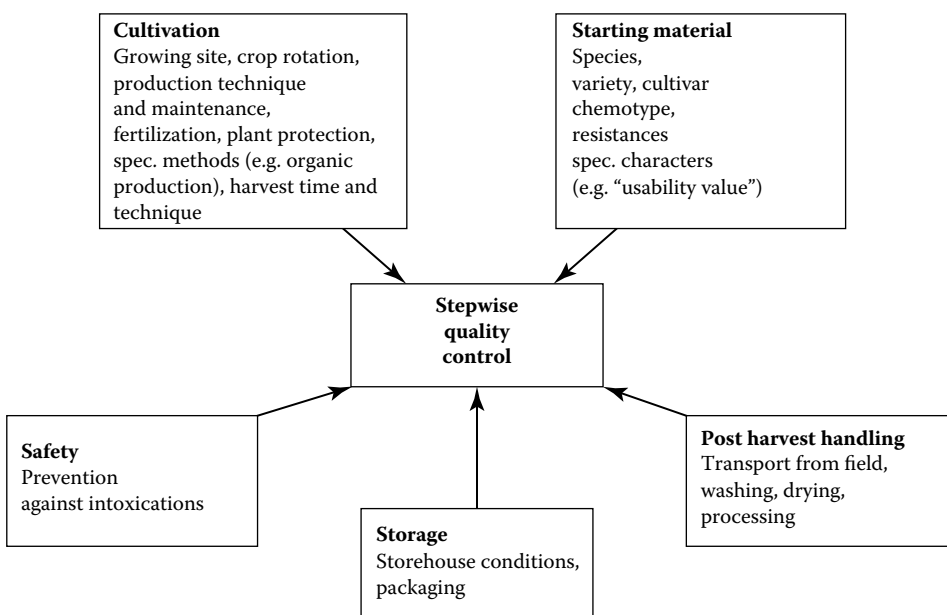 Cultivation
Growing site, crop rotation,
production technique
and maintenance,
fertilization, plant protection,
spec. methods (e.g. organic
production), harvest time and
technique
Starting material
Species,
variety, cultivar
chemotype,
resistances
spec. characters
(e.g. “usability value”)
Stepwise
quality
control
Safety
Prevention
against intoxications
Storage
Storehouse conditions,
packaging
Post harvest handling
Transport from field,
washing, drying,
processing